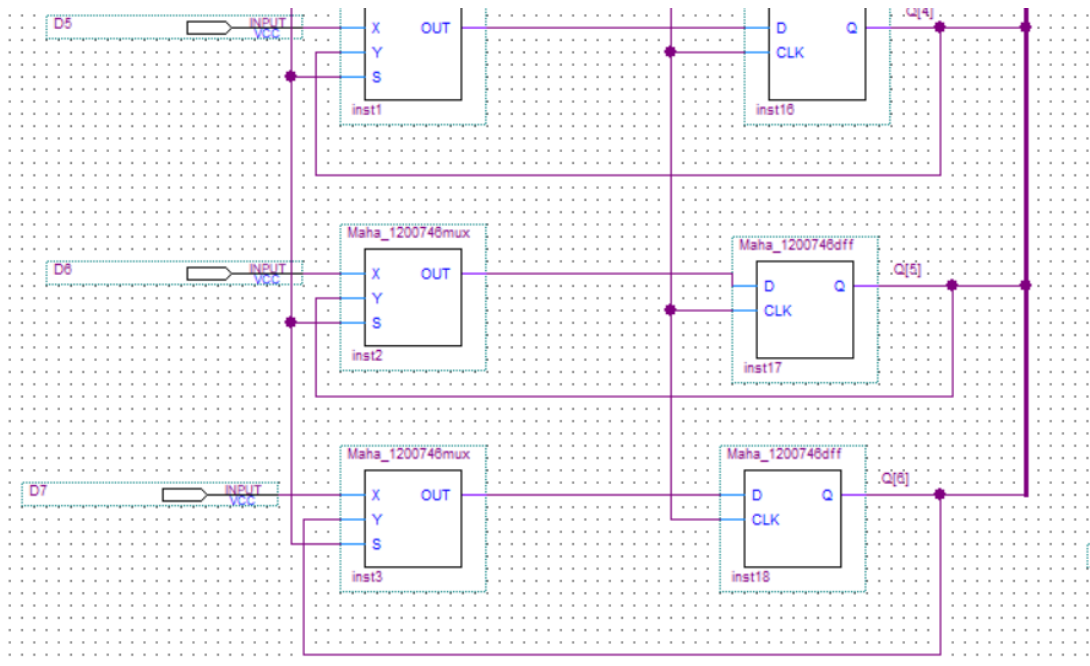 D5 INPUT VCC X OUT D Q Q[4]
Y CLK
S
inst1 inst16
Maha_1200746mux Maha_1200746dff
D6 INPUT VCC X OUT D Q Q[5]
Y CLK
S
inst2 inst17
Maha_1200746mux Maha_1200746dff
D7 INPUT VCC X OUT D Q Q[6]
Y CLK
S
inst3 inst18